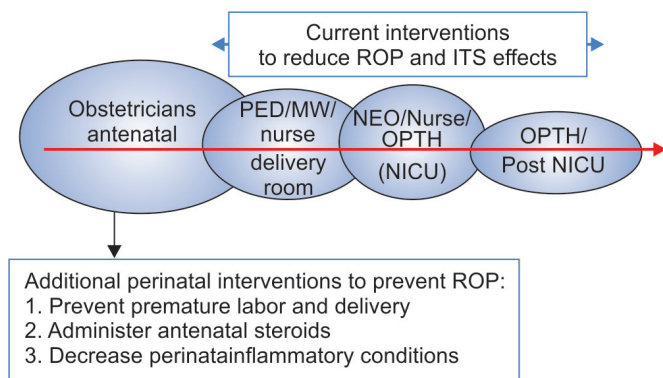 Current interventions
to reduce ROP and ITS effects
Obstetricians
antenatal
PED/MW/
nurse
delivery
room
NEO/Nurse/
OPTH
(NICU)
OPTH/
Post NICU
Additional perinatal interventions to prevent ROP:
1. Prevent premature labor and delivery
2. Administer antenatal steroids
3. Decrease perinatainflammatory conditions